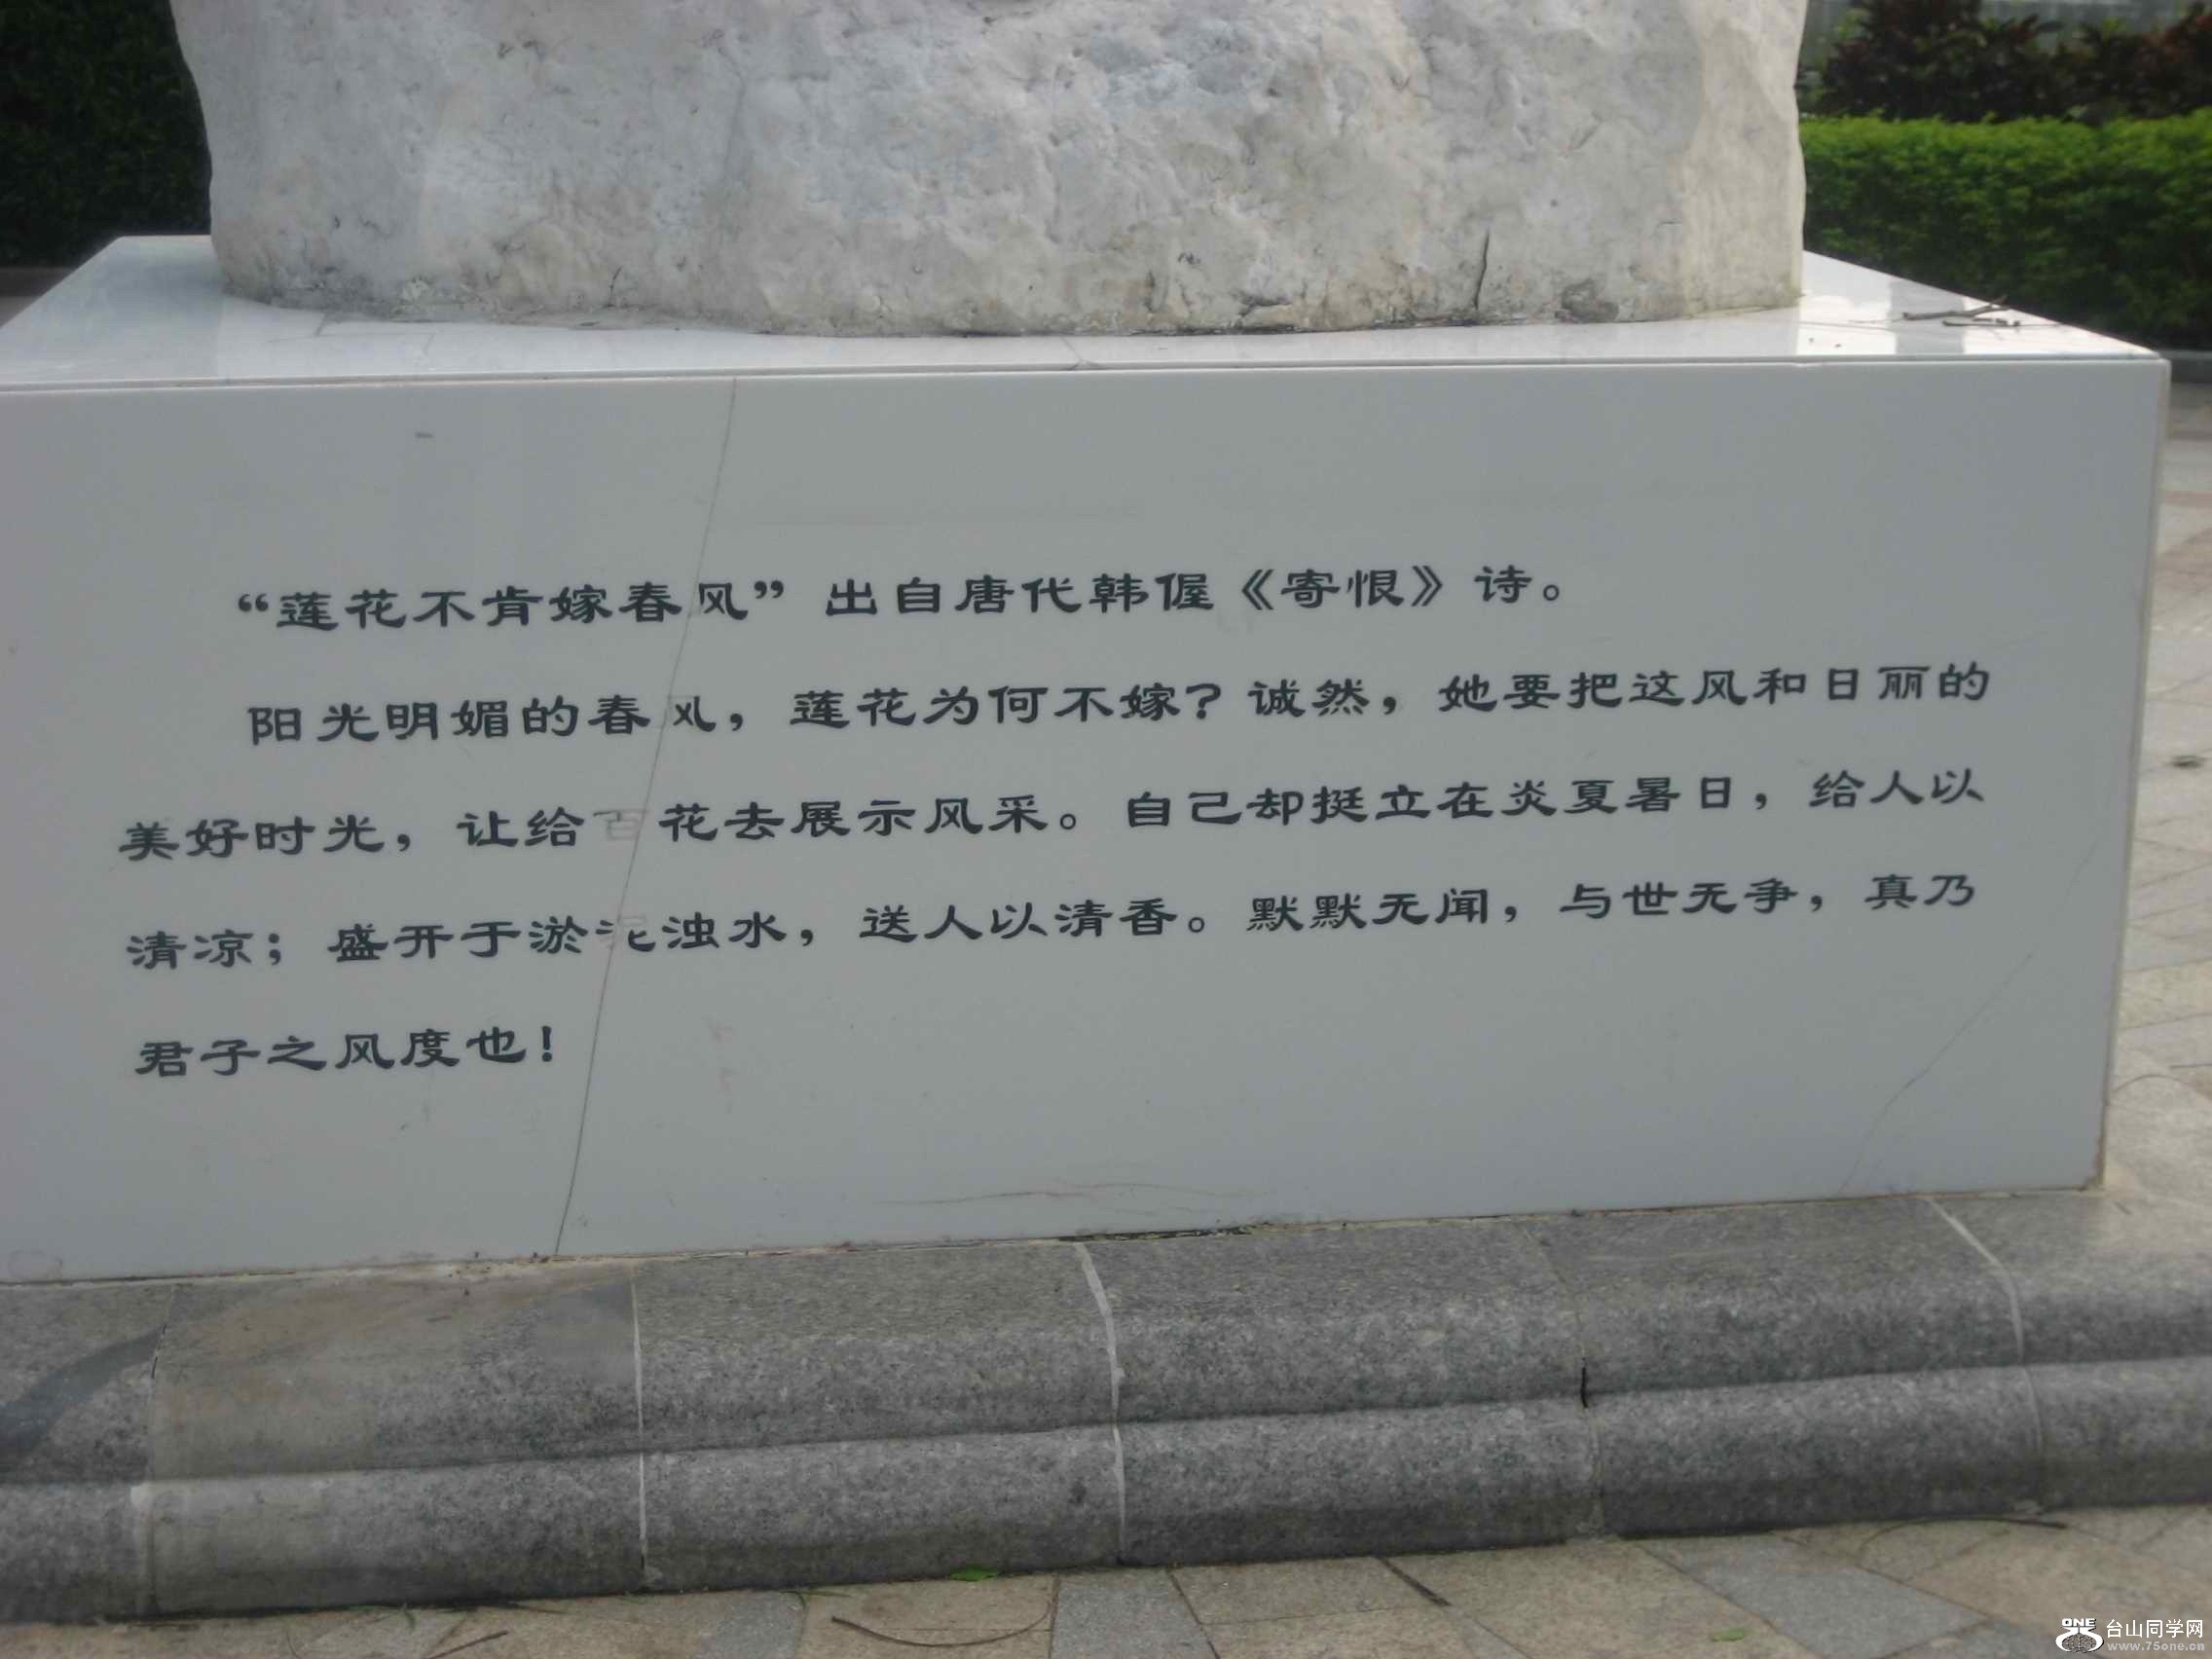 “莲花不肯嫁春风”出自唐代韩偓《寄恨》诗。
阳光明媚的春风，莲花为何不嫁？诚然，她要把这风和日丽的
美好时光，让给百花去展示风采。自己却挺立在炎夏暑日，给人以
清凉；盛开于淤泥浊水，送人以清香。默默无闻，与世无争，真乃
君子之风度也！
ONE 台山同学网
www.75one.cn